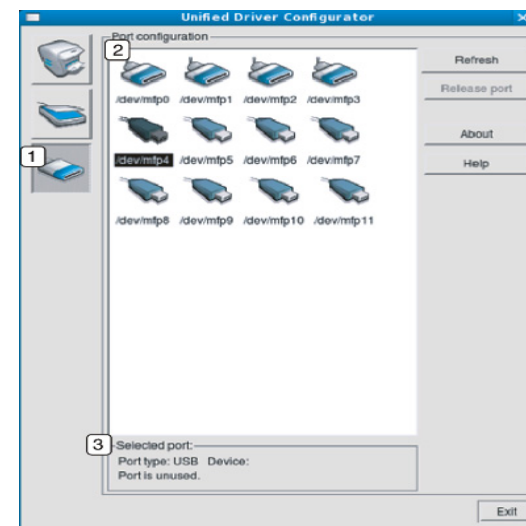 Unified Driver Configurator
Port configuration
2
Refresh
/dev/mfp0 /dev/mfp1 /dev/mfp2 /dev/mfp3
Release port
About
1
/dev/mfp4 /dev/mfp5 /dev/mfp6 /dev/mfp7
Help
/dev/mfp8 /dev/mfp9 /dev/mfp10 /dev/mfp11
3
Selected port:
Port type: USB Device:
Port is unused.
Exit